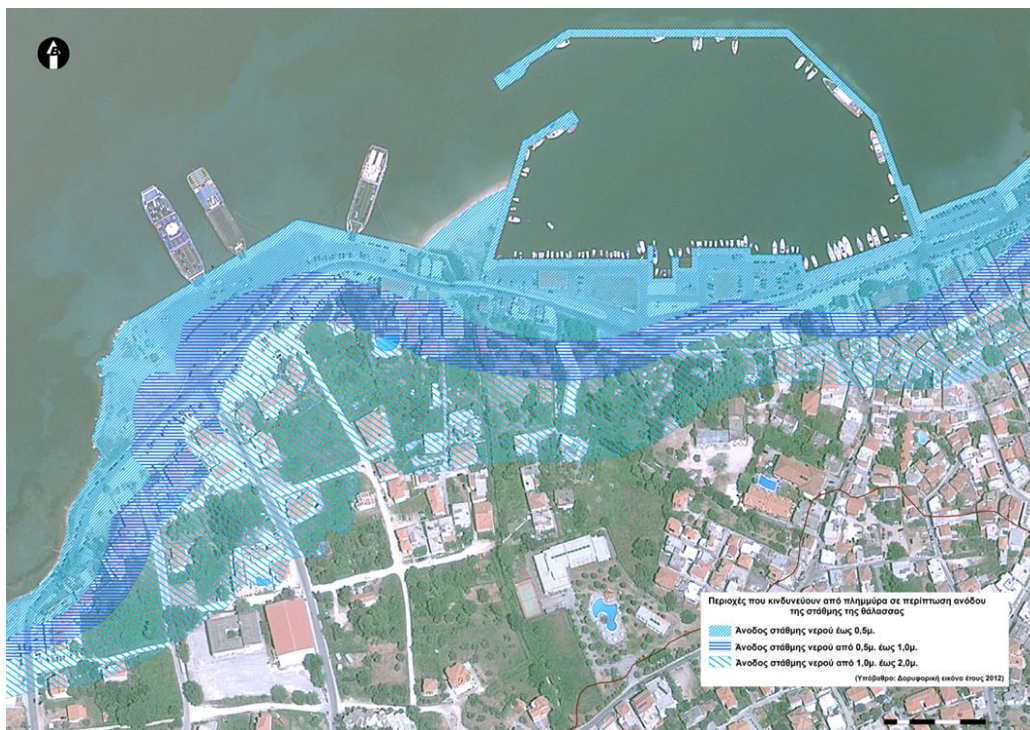 Περιοχές που κινδυνεύουν από πλημμύρα σε περίπτωση ανόδου
της στάθμης της θάλασσας
Άνοδος στάθμης νερού έως 0,5μ.
Άνοδος στάθμης νερού από 0,5μ. έως 1,0μ.
Άνοδος στάθμης νερού από 1,0μ. έως 2,0μ.
(Υπόβαθρο: Δορυφορική εικόνα έτους 2012)